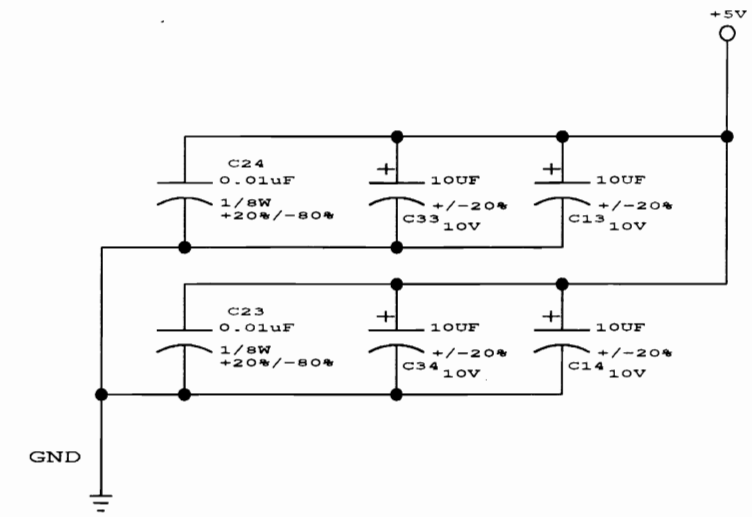 +5V
C24
0.01uF
1/8W
+20%/-80%
+
10UF
+/-20%
C33
10V
+
10UF
+/-20%
C13
10V
C23
0.01uF
1/8W
+20%/-80%
+
10UF
+/-20%
C34
10V
+
10UF
+/-20%
C14
10V
GND